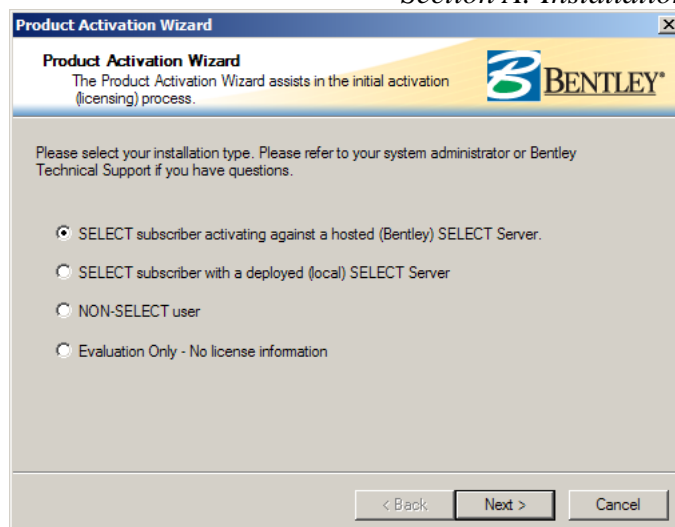 Section A: Installation
Product Activation Wizard
Product Activation Wizard
The Product Activation Wizard assists in the initial activation
(licensing) process.
BENTLEY
Please select your installation type. Please refer to your system administrator or Bentley
Technical Support if you have questions.
SELECT subscriber activating against a hosted (Bentley) SELECT Server.
SELECT subscriber with a deployed (local) SELECT Server
NON-SELECT user
Evaluation Only - No license information
< Back
Next >
Cancel